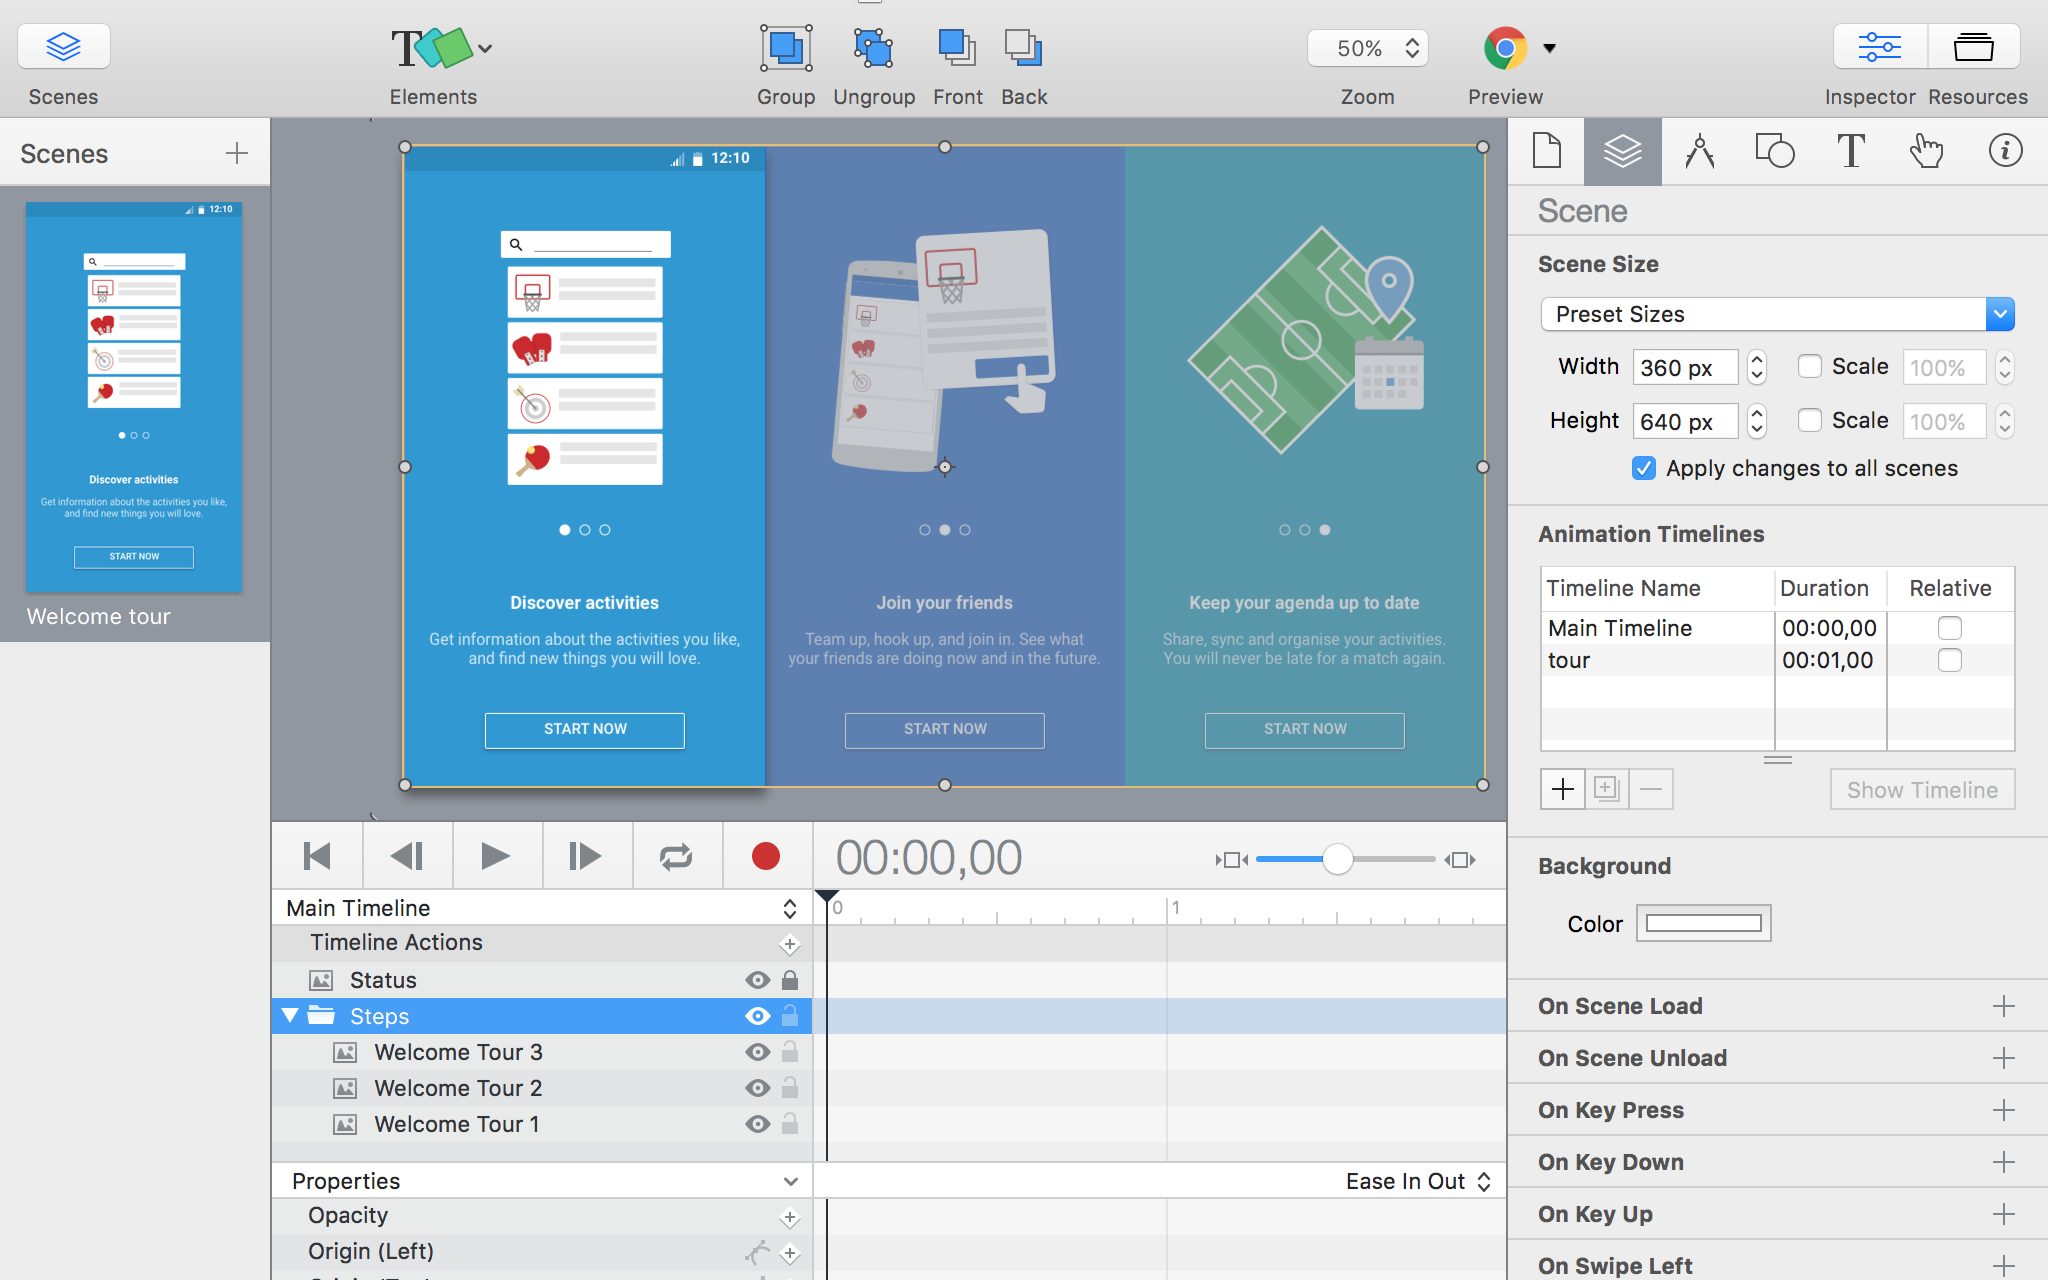 50%
Scenes
Elements
Group
Ungroup
Front
Back
Zoom
Preview
Inspector
Resources
Scenes
12:10
Discover activities
Get information about the activities you like,
and find new things you will love.
START NOW
Welcome tour
12:10
Discover activities
Get information about the activities you like,
and find new things you will love.
START NOW
Join your friends
Team up, hook up, and join in. See what
your friends are doing now and in the future.
START NOW
Keep your agenda up to date
Share, sync and organise your activities.
You will never be late for a match again.
START NOW
00:00,00
Main Timeline
0
1
Timeline Actions
Status
Steps
Welcome Tour 3
Welcome Tour 2
Welcome Tour 1
Properties
Ease In Out
Opacity
Origin (Left)
Scene
Scene Size
Preset Sizes
Width 360 px Scale 100%
Height 640 px Scale 100%
Apply changes to all scenes
Animation Timelines
Timeline Name Duration Relative
Main Timeline 00:00,00
tour 00:01,00
Show Timeline
Background
Color
On Scene Load
On Scene Unload
On Key Press
On Key Down
On Key Up
On Swipe Left